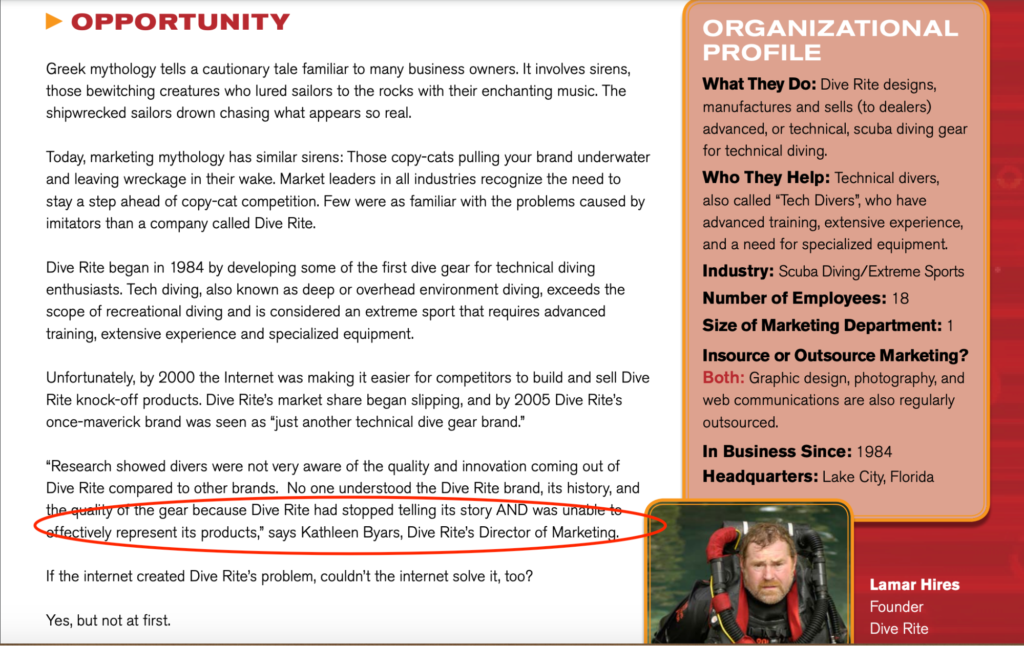 OPPORTUNITY
Greek mythology tells a cautionary tale familiar to many business owners. It involves sirens,
those bewitching creatures who lured sailors to the rocks with their enchanting music. The
shipwrecked sailors drown chasing what appears so real.
Today, marketing mythology has similar sirens: Those copy-cats pulling your brand underwater
and leaving wreckage in their wake. Market leaders in all industries recognize the need to
stay a step ahead of copy-cat competition. Few were as familiar with the problems caused by
imitators than a company called Dive Rite.
Dive Rite began in 1984 by developing some of the first dive gear for technical diving
enthusiasts. Tech diving, also known as deep or overhead environment diving, exceeds the
scope of recreational diving and is considered an extreme sport that requires advanced
training, extensive experience and specialized equipment.
Unfortunately, by 2000 the Internet was making it easier for competitors to build and sell Dive
Rite knock-off products. Dive Rite’s market share began slipping, and by 2005 Dive Rite’s
once-maverick brand was seen as “just another technical dive gear brand.”
“Research showed divers were not very aware of the quality and innovation coming out of
Dive Rite compared to other brands.  No one understood the Dive Rite brand, its history, and
the quality of the gear because Dive Rite had stopped telling its story AND was unable to
effectively represent its products,” says Kathleen Byars, Dive Rite’s Director of Marketing.
If the internet created Dive Rite’s problem, couldn’t the internet solve it, too?
Yes, but not at first.
ORGANIZATIONAL
PROFILE
What They Do: Dive Rite designs,
manufactures and sells (to dealers)
advanced, or technical, scuba diving gear
for technical diving.
Who They Help: Technical divers,
also called “Tech Divers”, who have
advanced training, extensive experience,
and a need for specialized equipment.
Industry: Scuba Diving/Extreme Sports
Number of Employees: 18
Size of Marketing Department: 1
Insource or Outsource Marketing?
Both: Graphic design, photography, and
web communications are also regularly
outsourced.
In Business Since: 1984
Headquarters: Lake City, Florida
Lamar Hires
Founder
Dive Rite